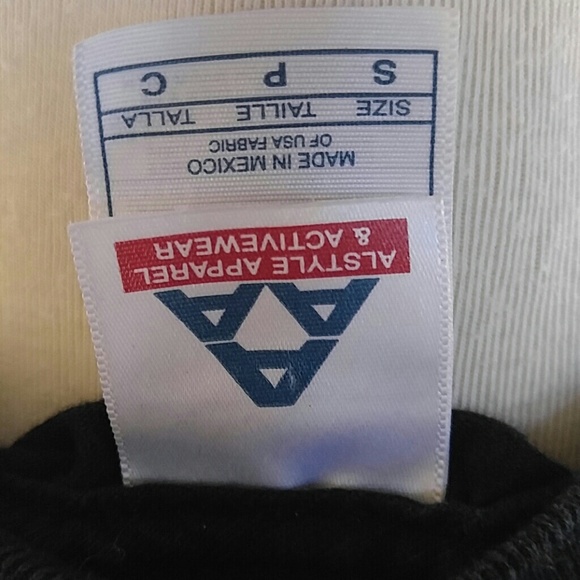 A
A A
ALSTYLE APPAREL
& ACTIVEWEAR
MADE IN MEXICO
OF USA FABRIC
SIZE TAILLE TALLA
S P C